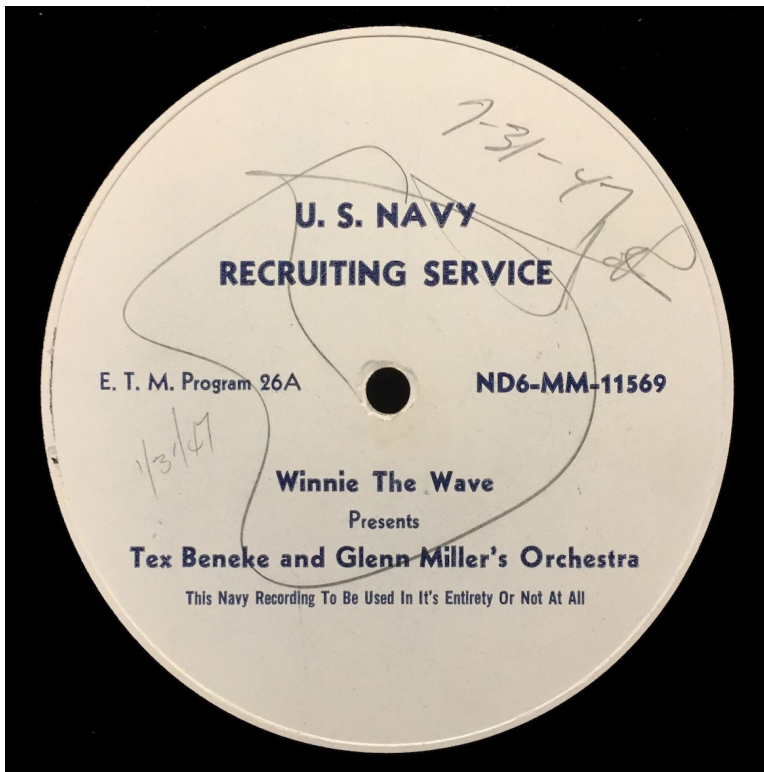 7-31-47
U. S. NAVY
RECRUITING SERVICE
E. T. M. Program 26A
ND6-MM-11569
1/31/47
Winnie The Wave
Presents
Tex Beneke and Glenn Miller's Orchestra
This Navy Recording To Be Used In It's Entirety Or Not At All